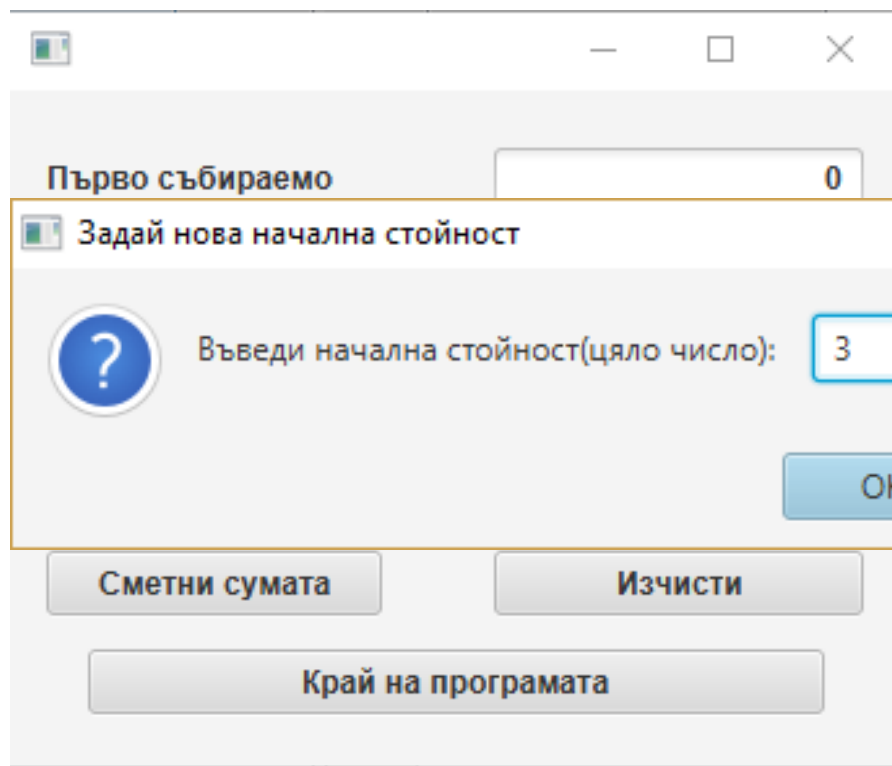 Първо събираемо 0
Задай нова начална стойност
?
Въведи начална стойност(цяло число): 3
Сметни сумата Изчисти
Край на програмата